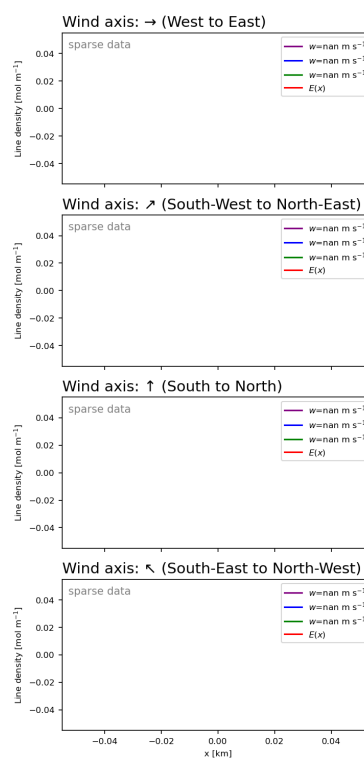 Wind axis: → (West to East)
sparse data
w=nan m s⁻¹
w=nan m s⁻¹
w=nan m s⁻¹
E(x)
Line density [mol m⁻¹]
0.04
0.02
0.00
−0.02
−0.04
Wind axis: ↗ (South-West to North-East)
sparse data
w=nan m s⁻¹
w=nan m s⁻¹
w=nan m s⁻¹
E(x)
Line density [mol m⁻¹]
0.04
0.02
0.00
−0.02
−0.04
Wind axis: ↑ (South to North)
sparse data
w=nan m s⁻¹
w=nan m s⁻¹
w=nan m s⁻¹
E(x)
Line density [mol m⁻¹]
0.04
0.02
0.00
−0.02
−0.04
Wind axis: ↖ (South-East to North-West)
sparse data
w=nan m s⁻¹
w=nan m s⁻¹
w=nan m s⁻¹
E(x)
Line density [mol m⁻¹]
0.04
0.02
0.00
−0.02
−0.04
−0.04 −0.02 0.00 0.02 0.04
x [km]